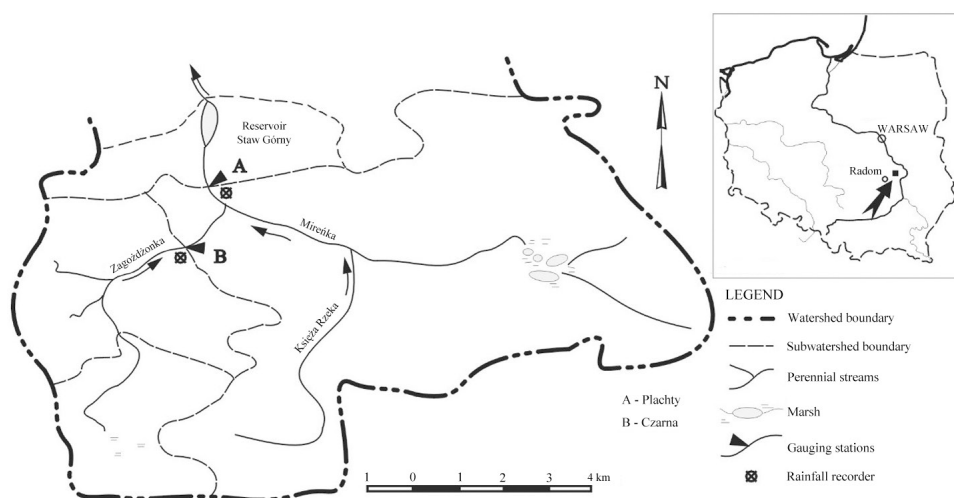 Reservoir
Staw Górny
A
N
WARSAW
Radom
Zagożdżonka
B
Mireńka
Księża Rzeka
A - Plachty
B - Czarna
1 0 1 2 3 4 km
LEGEND
Watershed boundary
Subwatershed boundary
Perennial streams
Marsh
Gauging stations
Rainfall recorder